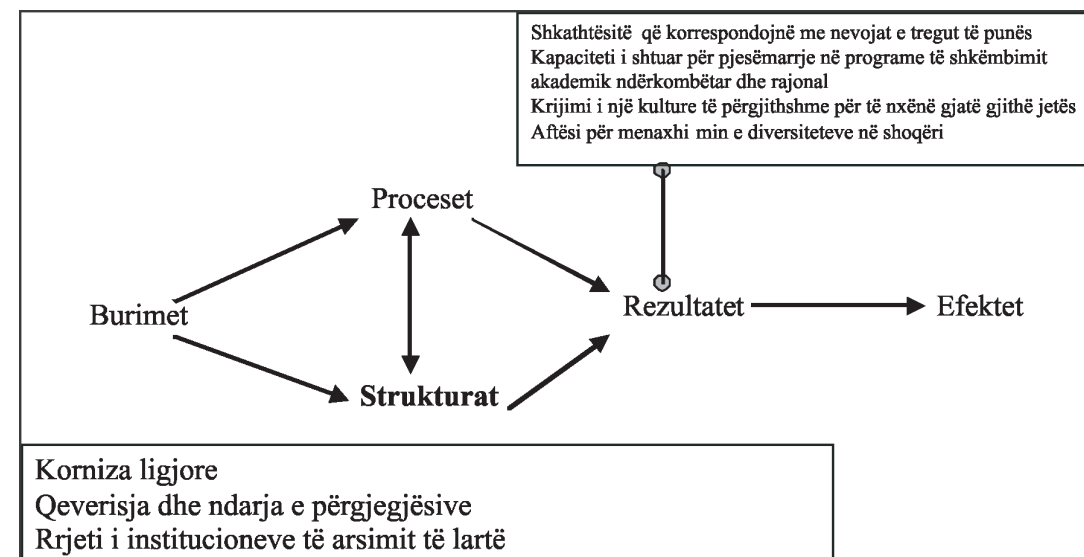 Shkathtësitë që korrespondojnë me nevojat e tregut të punës
Kapaciteti i shtuar për pjesëmarrje në programe të shkëmbimit
akademik ndërkombëtar dhe rajonal
Krijimi i një kulture të përgjithshme për të nxënë gjatë gjithë jetës
Aftësi për menaxhi min e diversiteteve në shoqëri
Proceset
Burimet
Rezultatet
Efektet
Strukturat
Korniza ligjore
Qeverisja dhe ndarja e përgjegjësive
Rrjeti i institucioneve të arsimit të lartë